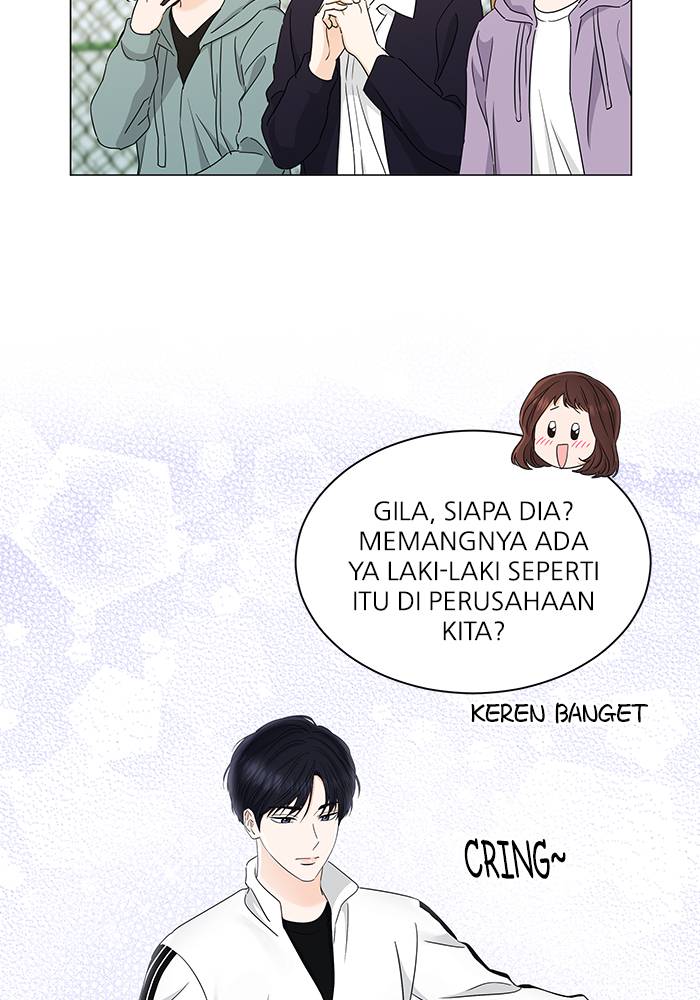 GILA, SIAPA DIA?
MEMANGNYA ADA
YA LAKI-LAKI SEPERTI
ITU DI PERUSAHAAN
KITA?
KEREN BANGET
CRING~